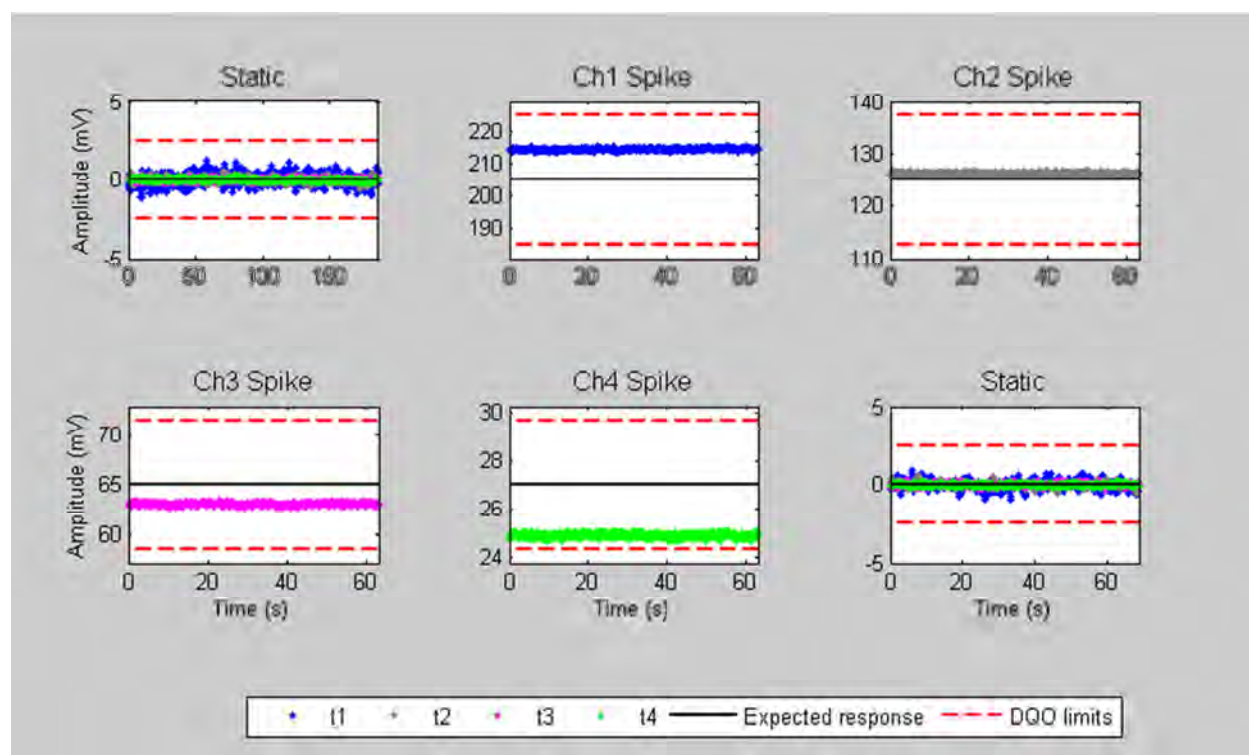 Static
Ch1 Spike
Ch2 Spike
Amplitude (mV)
5
0
-5
0 50 100 150
220
210
200
190
0 20 40 60
140
130
120
110
0 20 40 60
Ch3 Spike
Ch4 Spike
Static
Amplitude (mV)
70
65
60
0 20 40 60
Time (s)
30
28
26
24
0 20 40 60
Time (s)
5
0
-5
0 20 40 60
Time (s)
t1 t2 t3 t4 Expected response DQO limits